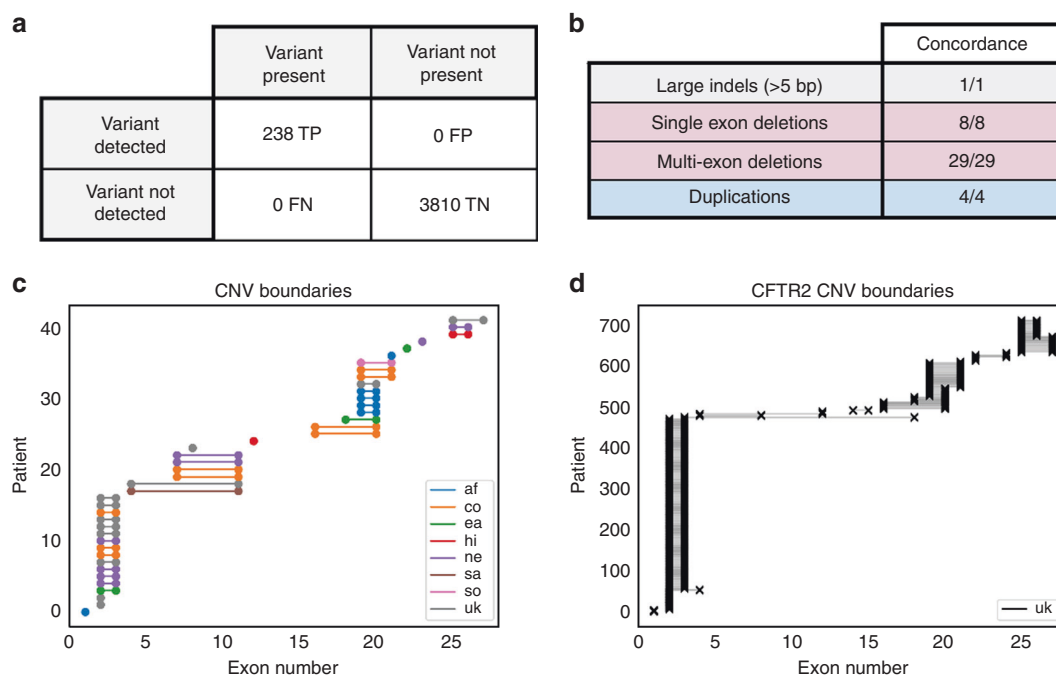 a
Variant
present
Variant not
present
Variant
detected
238 TP
0 FP
Variant not
detected
0 FN
3810 TN
b
Concordance
Large indels (>5 bp)
1/1
Single exon deletions
8/8
Multi-exon deletions
29/29
Duplications
4/4
c
CNV boundaries
40
30
20
10
0
Patient
0
5
10
15
20
25
Exon number
af
co
ea
hi
ne
sa
so
uk
d
CFTR2 CNV boundaries
700
600
500
400
300
200
100
0
Patient
0
5
10
15
20
25
Exon number
uk